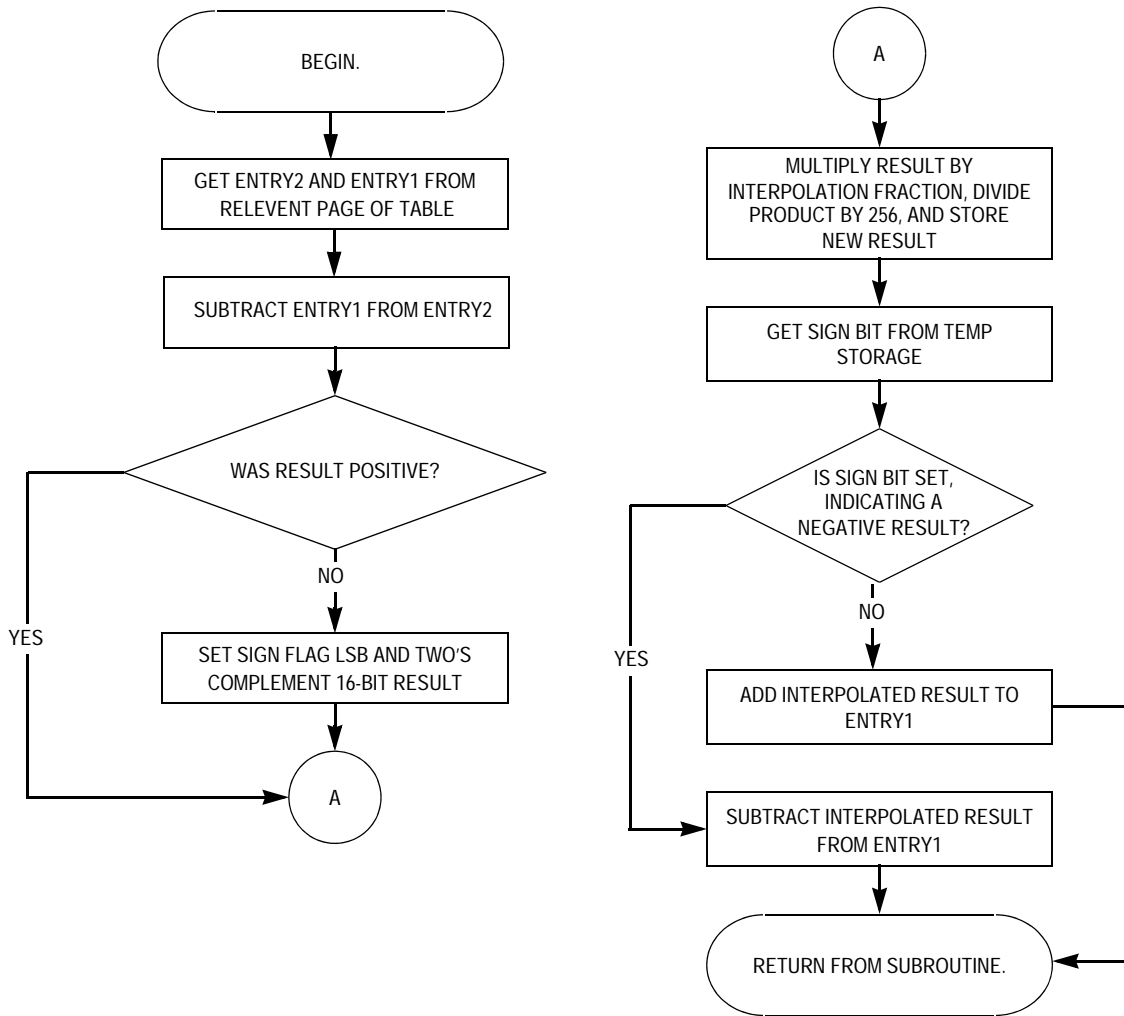 BEGIN.
GET ENTRY2 AND ENTRY1 FROM
RELEVENT PAGE OF TABLE
SUBTRACT ENTRY1 FROM ENTRY2
WAS RESULT POSITIVE?
NO
YES
SET SIGN FLAG LSB AND TWO'S
COMPLEMENT 16-BIT RESULT
A
A
MULTIPLY RESULT BY
INTERPOLATION FRACTION, DIVIDE
PRODUCT BY 256, AND STORE
NEW RESULT
GET SIGN BIT FROM TEMP
STORAGE
IS SIGN BIT SET,
INDICATING A
NEGATIVE RESULT?
NO
YES
ADD INTERPOLATED RESULT TO
ENTRY1
SUBTRACT INTERPOLATED RESULT
FROM ENTRY1
RETURN FROM SUBROUTINE.